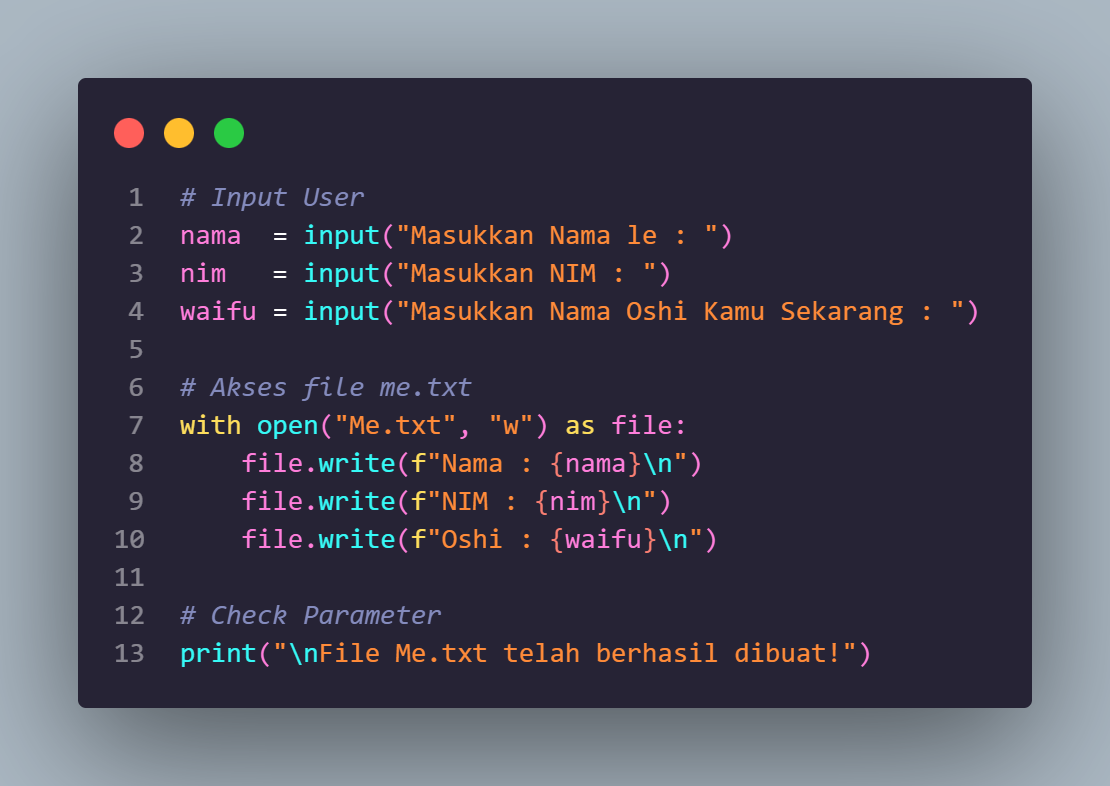 1 # Input User
2 nama  = input("Masukkan Nama le : ")
3 nim   = input("Masukkan NIM : ")
4 waifu = input("Masukkan Nama Oshi Kamu Sekarang : ")
5
6 # Akses file me.txt
7 with open("Me.txt", "w") as file:
8     file.write(f"Nama : {nama}\n")
9     file.write(f"NIM : {nim}\n")
10     file.write(f"Oshi : {waifu}\n")
11
12 # Check Parameter
13 print("\nFile Me.txt telah berhasil dibuat!")